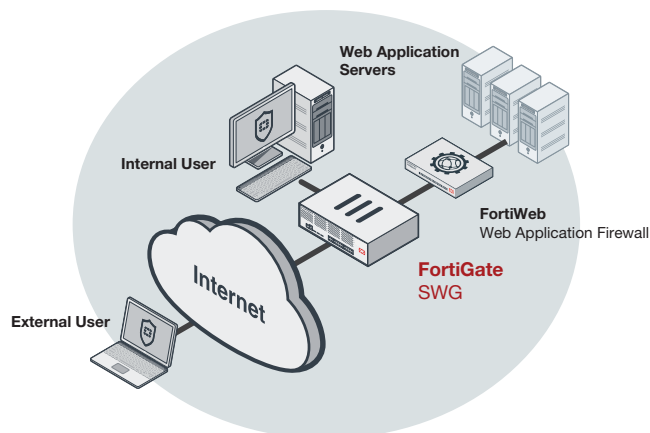 Web Application
Servers
Internal User
FortiWeb
Web Application Firewall
FortiGate
SWG
Internet
External User